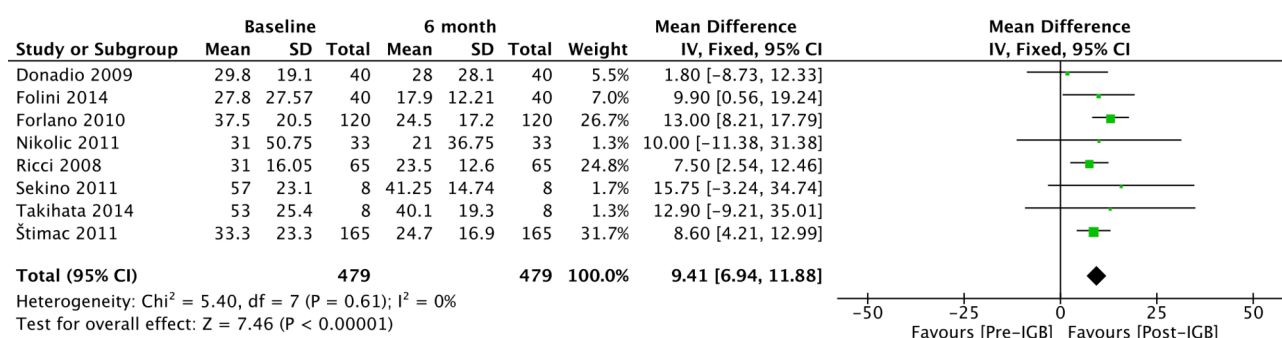 Baseline 6 month Mean Difference Mean Difference
Study or Subgroup Mean SD Total Mean SD Total Weight IV, Fixed, 95% CI IV, Fixed, 95% CI
Donadio 2009 29.8 19.1 40 28 28.1 40 5.5% 1.80 [-8.73, 12.33]
Folini 2014 27.8 27.57 40 17.9 12.21 40 7.0% 9.90 [0.56, 19.24]
Forlano 2010 37.5 20.5 120 24.5 17.2 120 26.7% 13.00 [8.21, 17.79]
Nikolic 2011 31 50.75 33 21 36.75 33 1.3% 10.00 [-11.38, 31.38]
Ricci 2008 31 16.05 65 23.5 12.6 65 24.8% 7.50 [2.54, 12.46]
Sekino 2011 57 23.1 8 41.25 14.74 8 1.7% 15.75 [-3.24, 34.74]
Takihata 2014 53 25.4 8 40.1 19.3 8 1.3% 12.90 [-9.21, 35.01]
Štimac 2011 33.3 23.3 165 24.7 16.9 165 31.7% 8.60 [4.21, 12.99]
Total (95% CI) 479 479 100.0% 9.41 [6.94, 11.88]
Heterogeneity: Chi² = 5.40, df = 7 (P = 0.61); I² = 0%
Test for overall effect: Z = 7.46 (P < 0.00001)
-50 -25 0 25 50
Favours [Pre-IGB] Favours [Post-IGB]